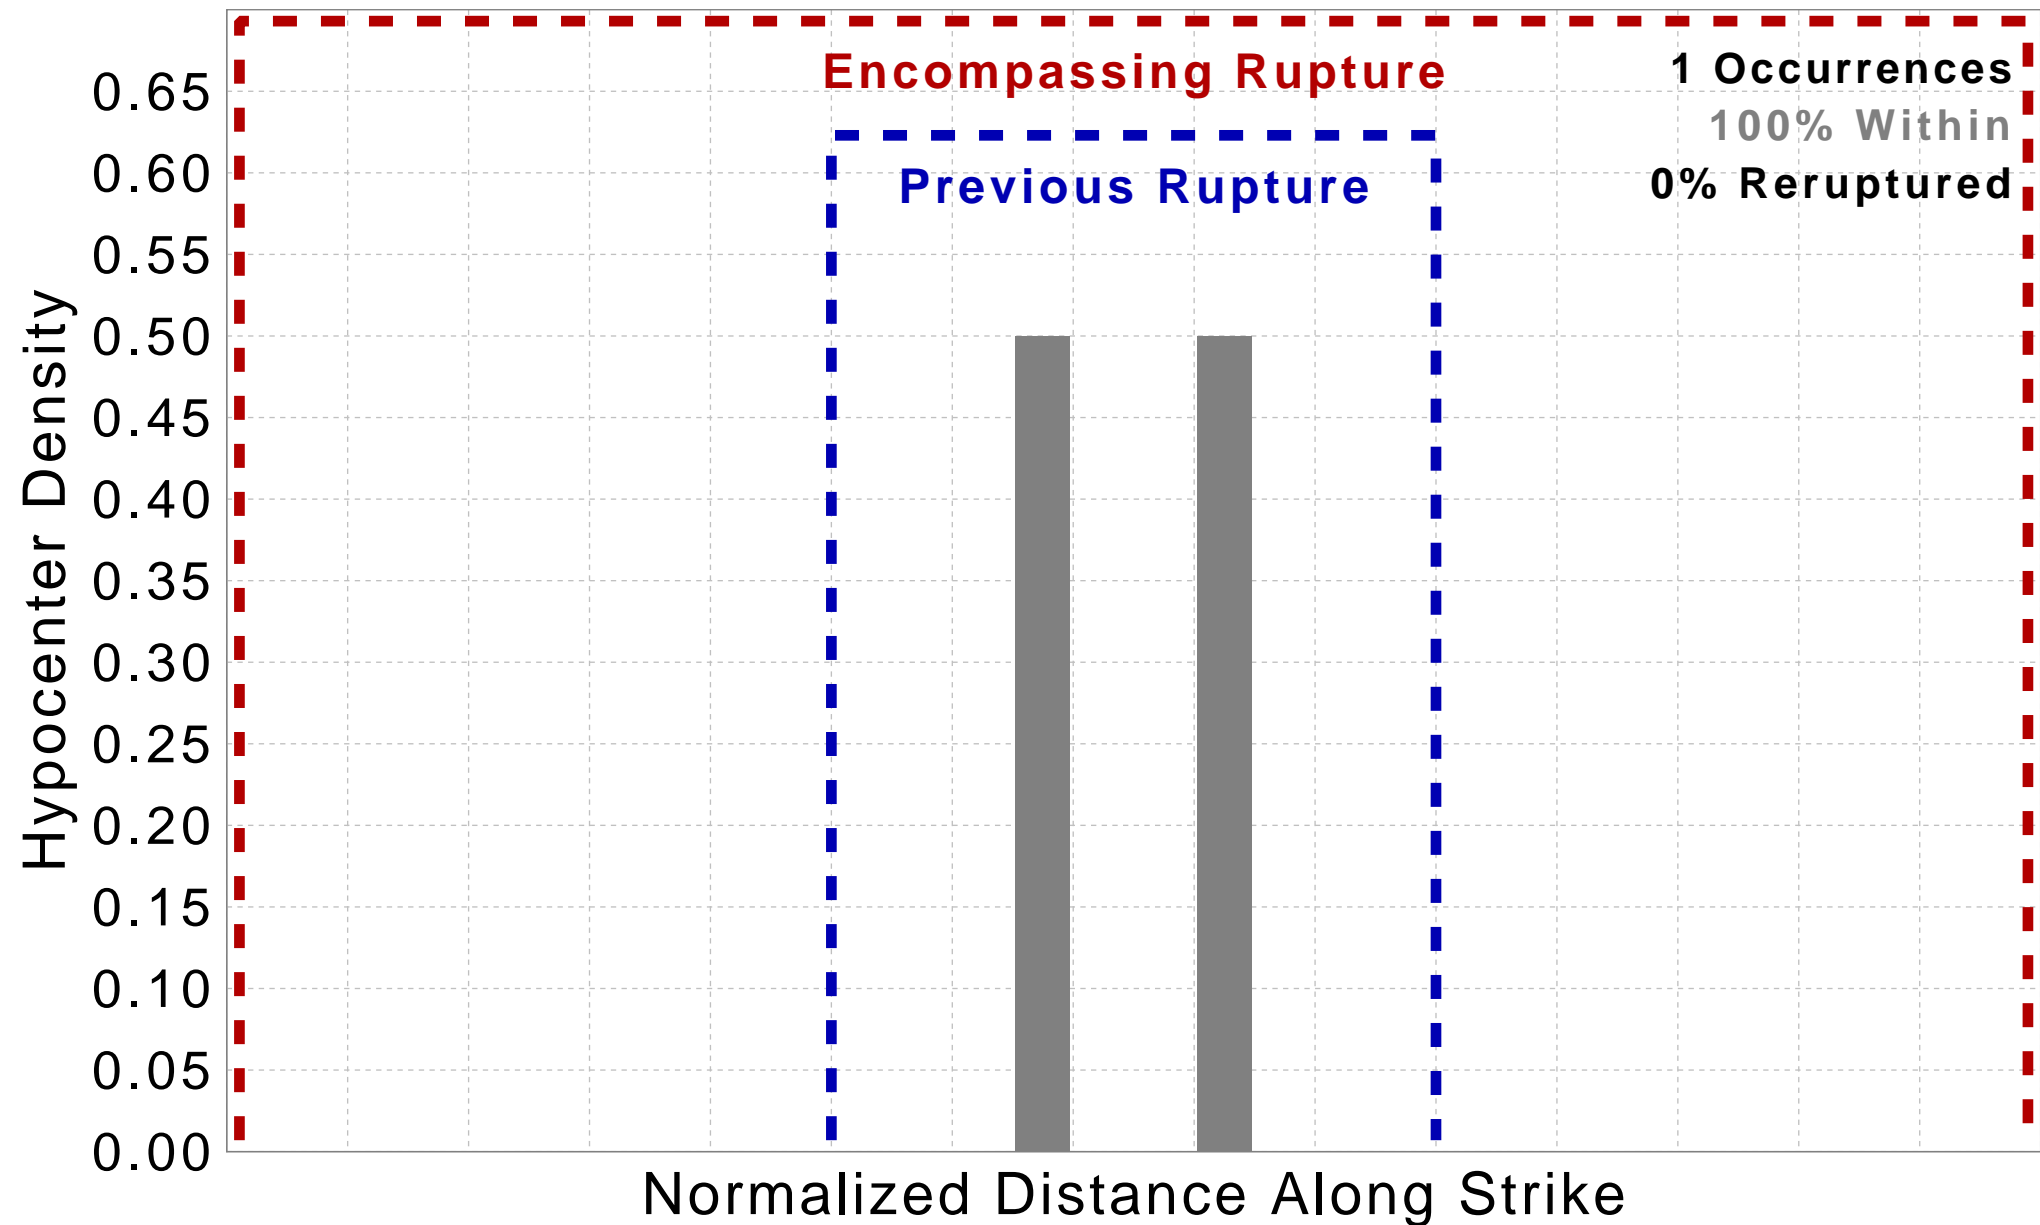 Encompassing Rupture
1 Occurrences
100% Within
0% Reruptured
Previous Rupture
Hypocenter Density
0.65
0.60
0.55
0.50
0.45
0.40
0.35
0.30
0.25
0.20
0.15
0.10
0.05
0.00
Normalized Distance Along Strike